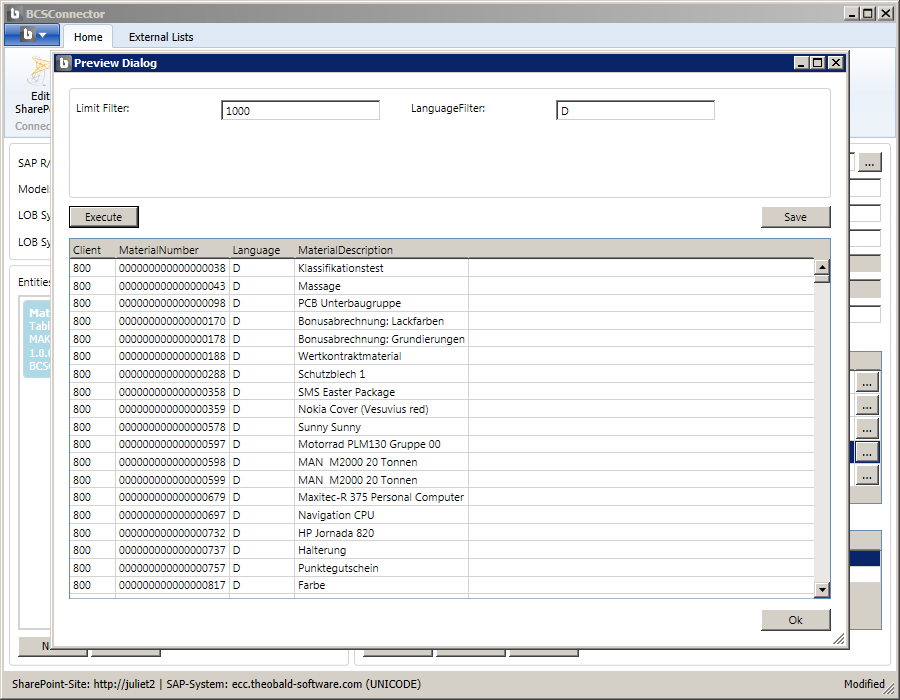 BCSConnector
Home External Lists
Preview Dialog
Edit
Limit Filter: 1000 LanguageFilter: D
SAP R/ ...
Model
LOB Sy
LOB Sy
Execute Save
Client MaterialNumber Language MaterialDescription
800 000000000000000038 D Klassifikationstest
800 000000000000000043 D Massage
800 000000000000000098 D PCB Unterbaugruppe
800 000000000000000170 D Bonusabrechnung: Lackfarben
800 000000000000000178 D Bonusabrechnung: Grundierungen
800 000000000000000188 D Wertkontraktmaterial
800 000000000000000288 D Schutzblech 1
800 000000000000000358 D SMS Easter Package
800 000000000000000359 D Nokia Cover (Vesuvius red)
800 000000000000000578 D Sunny Sunny
800 000000000000000597 D Motorrad PLM130 Gruppe 00
800 000000000000000598 D MAN M2000 20 Tonnen
800 000000000000000599 D MAN M2000 20 Tonnen
800 000000000000000679 D Maxitec-R 375 Personal Computer
800 000000000000000697 D Navigation CPU
800 000000000000000732 D HP Jornada 820
800 000000000000000737 D Halterung
800 000000000000000757 D Punktegutschein
800 000000000000000817 D Farbe
Entities
Mat
Tabl
MAK
1.0.0
BCSC
...
...
...
...
...
Ok
N
SharePoint-Site: http://juliet2 | SAP-System: ecc.theobald-software.com (UNICODE) Modified